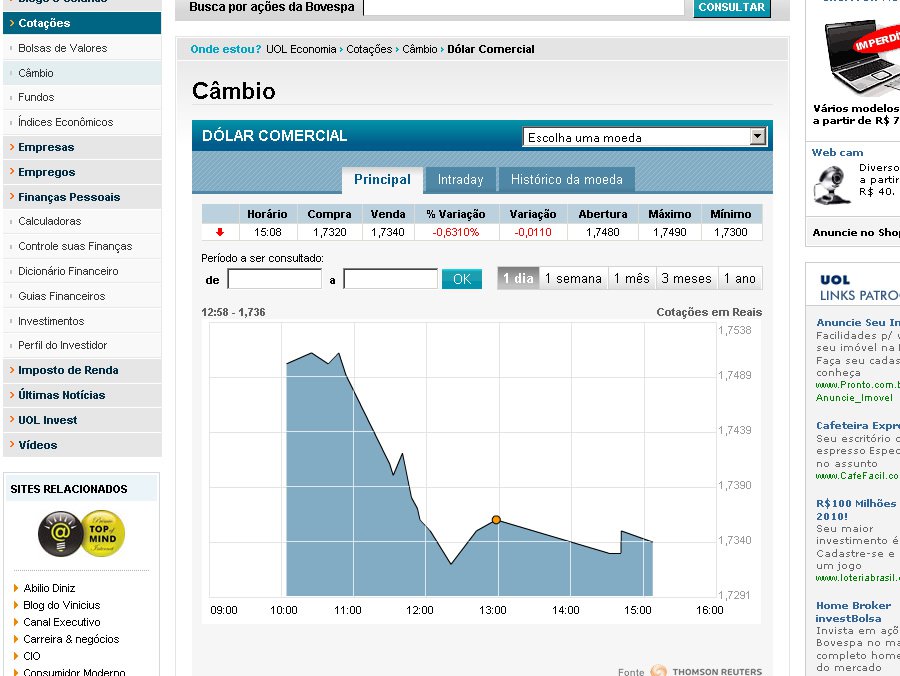 Busca por ações da Bovespa
CONSULTAR
Cotações
Bolsas de Valores
Câmbio
Fundos
Índices Econômicos
Empresas
Empregos
Finanças Pessoais
Calculadoras
Controle suas Finanças
Dicionário Financeiro
Guias Financeiros
Investimentos
Perfil do Investidor
Imposto de Renda
Últimas Notícias
UOL Invest
Vídeos
SITES RELACIONADOS
@
Prêmio
TOP of
MIND
Internet
Abilio Diniz
Blog do Vinicius
Canal Executivo
Carreira & negócios
CIO
Consumidor Moderno
Onde estou? UOL Economia › Cotações › Câmbio › Dólar Comercial
Câmbio
DÓLAR COMERCIAL
Escolha uma moeda
Principal Intraday Histórico da moeda
Horário Compra Venda % Variação Variação Abertura Máximo Mínimo
15:08 1,7320 1,7340 -0,6310% -0,0110 1,7480 1,7490 1,7300
Período a ser consultado:
de a OK 1 dia 1 semana 1 mês 3 meses 1 ano
12:58 - 1,736 Cotações em Reais
1,7538
1,7489
1,7439
1,7390
1,7340
1,7291
09:00 10:00 11:00 12:00 13:00 14:00 15:00 16:00
Fonte THOMSON REUTERS
Vários modelos
a partir de R$ 7
Web cam
Diverso
a partir
R$ 40.
Anuncie no Shop
UOL
LINKS PATRO
Anuncie Seu Im
Facilidades p/ v
seu imóvel na
Faça seu cadas
conheça
www.Pronto.com.b
Anuncie_Imovel
Cafeteira Expre
Seu escritório c
espresso Espec
no assunto
www.CafeFacil.co
R$100 Milhões
2010!
Seu maior
investimento é
Cadastre-se e
um jogo
www.loteriabrasil.c
Home Broker
investBolsa
Invista em açõ
Bovespa no ma
completo home
do mercado